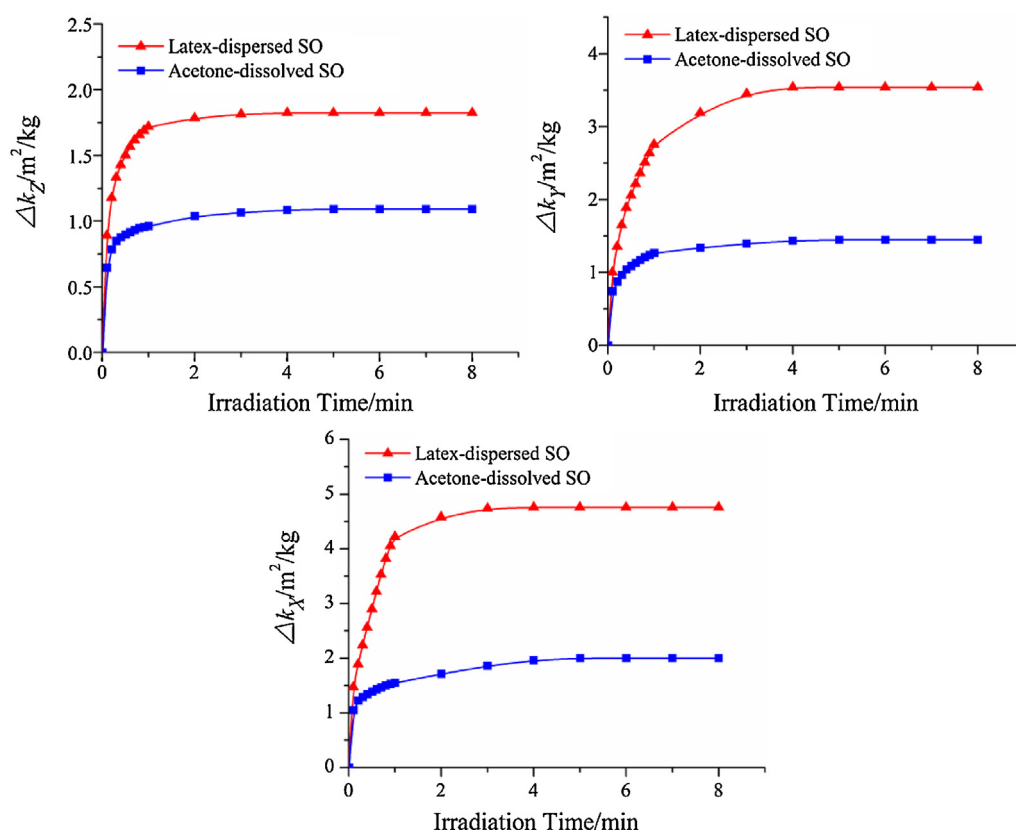 2.5
2.0
1.5
1.0
0.5
0.0
Δk_Z/m²/kg
Latex-dispersed SO
Acetone-dissolved SO
0 2 4 6 8
Irradiation Time/min
4
3
2
1
0
Δk_Y/m²/kg
Latex-dispersed SO
Acetone-dissolved SO
0 2 4 6 8
Irradiation Time/min
6
5
4
3
2
1
0
Δk_X/m²/kg
Latex-dispersed SO
Acetone-dissolved SO
0 2 4 6 8
Irradiation Time/min